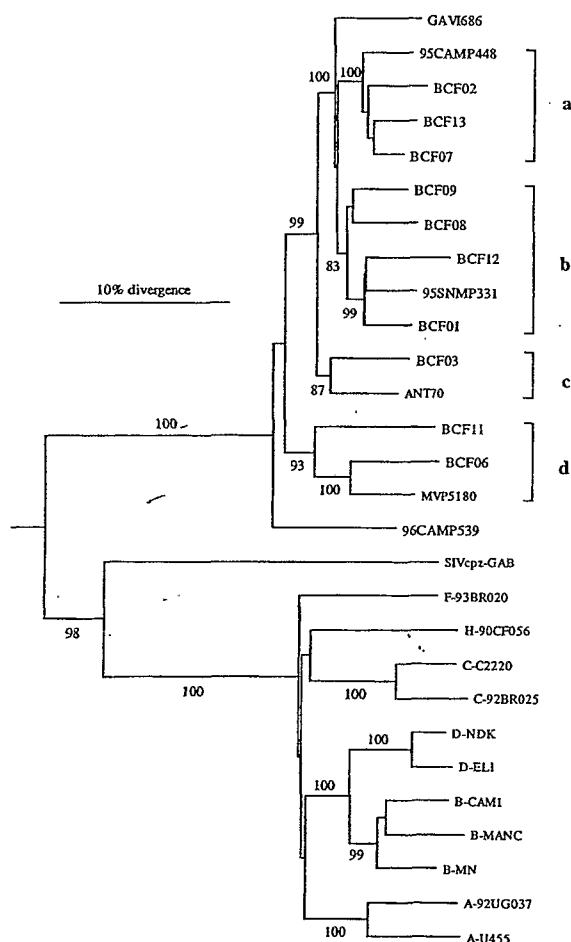 GAVI686
100
100
95CAMP448
BCF02
a
BCF13
BCF07
BCF09
99
BCF08
83
BCF12
b
10% divergence
95SNMP331
99
BCF01
BCF03
c
87
ANT70
100
BCF11
93
BCF06
d
100
MVP5180
96CAMP539
SIVcpz-GAB
F-93BR020
98
H-90CF056
C-C2220
100
100
C-92BR025
D-NDK
100
D-ELI
100
B-CAM1
B-MANC
99
B-MN
A-92UG037
100
A-U455